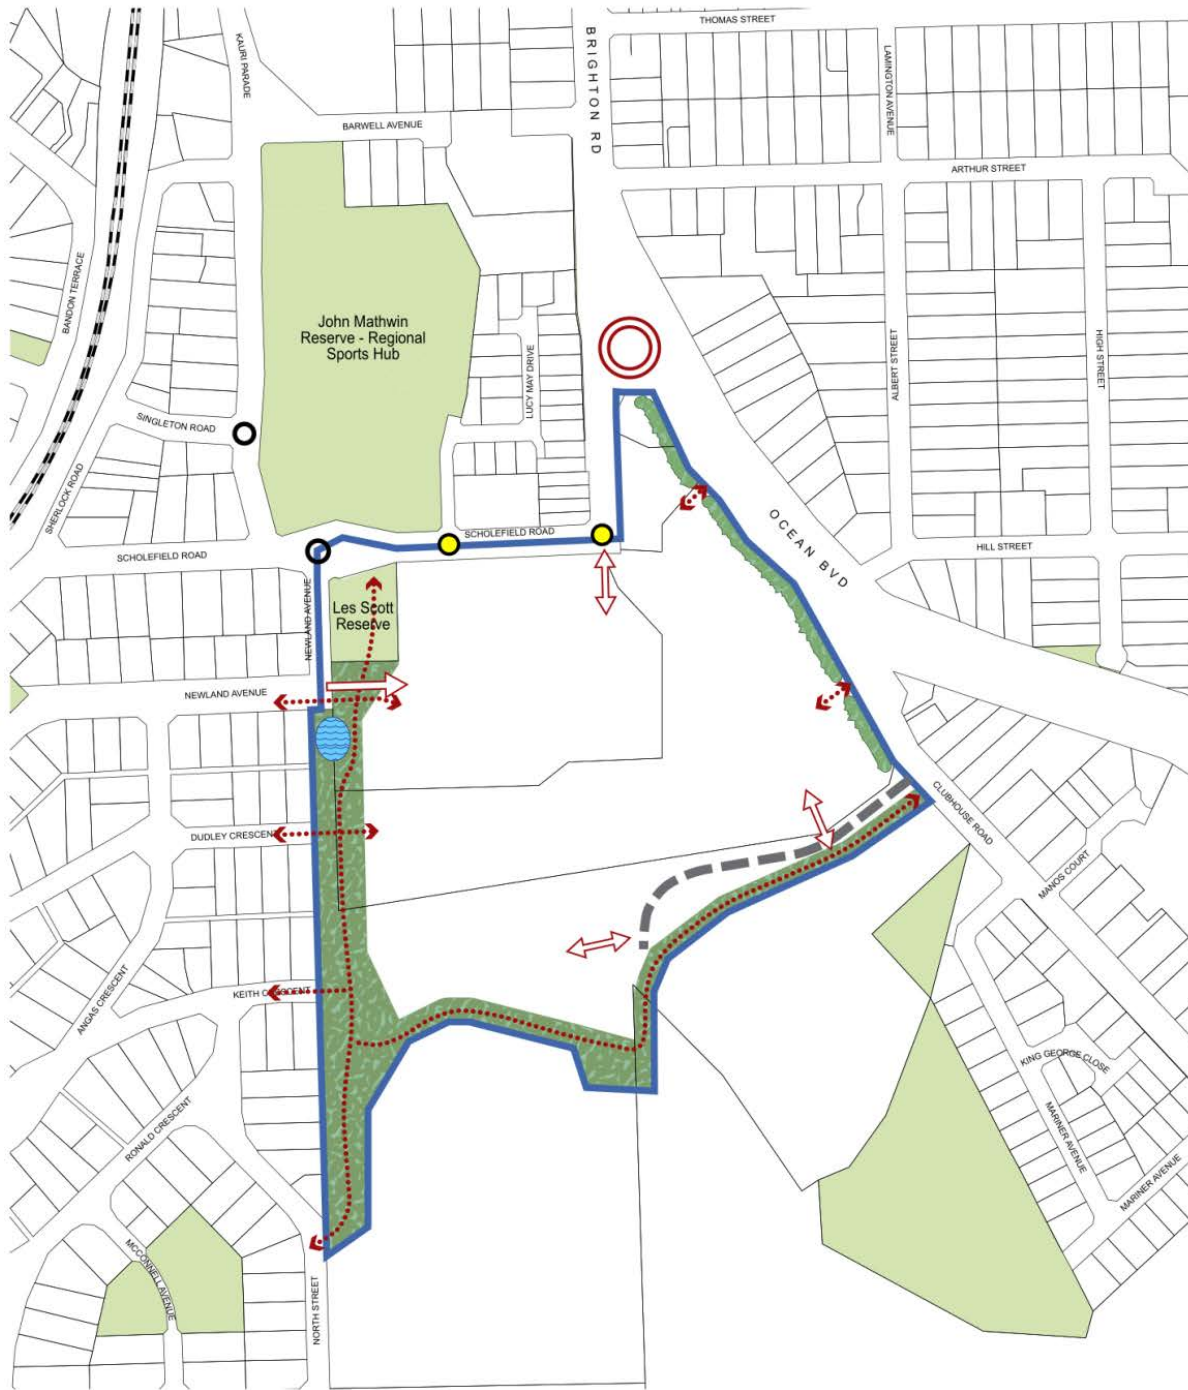 THOMAS STREET
KAURI PARADE
BRIGHTON RD
LAMINGTON AVENUE
BARWELL AVENUE
ARTHUR STREET
BANDON TERRACE
John Mathwin
Reserve - Regional
Sports Hub
LUCY MAY DRIVE
ALBERT STREET
HIGH STREET
SINGLETON ROAD
SHERLOCK ROAD
SCHOLEFIELD ROAD
OCEAN BVD
HILL STREET
SCHOLEFIELD ROAD
NEWLAND AVENUE
Les Scott
Reserve
NEWLAND AVENUE
CLUBHOUSE ROAD
DUDLEY CRESCENT
MANOS COURT
KEITH CRESCENT
ANGAS CRESCENT
KING GEORGE CLOSE
RONALD CRESCENT
MARINER AVENUE
MARINER AVENUE
MCCONNELL AVENUE
NORTH STREET